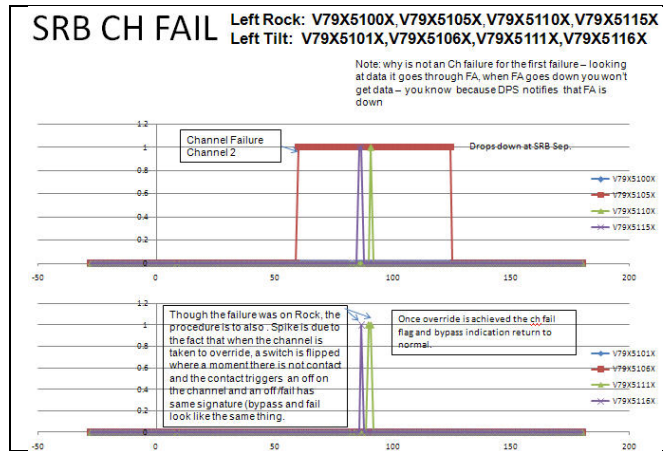 SRB CH FAIL
Left Rock: V79X5100X,V79X5105X,V79X5110X,V79X5115X
Left Tilt: V79X5101X,V79X5106X,V79X5111X,V79X5116X
Note: why is not an Ch failure for the first failure – looking
at data it goes through FA, when FA goes down you won't
get data – you know because DPS notifies that FA is
down
1.2
1
0.8
0.6
0.4
0.2
0
-50
0
50
100
150
200
Channel Failure
Channel 2
Drops down at SRB Sep.
V79X5100X
V79X5105X
V79X5110X
V79X5115X
1.2
1
0.8
0.6
0.4
0.2
0
-50
0
50
100
150
200
Though the failure was on Rock, the
procedure is to also . Spike is due to
the fact that when the channel is
taken to override, a switch is flipped
where a moment there is not contact
and the contact triggers an off on
the channel and an off /fail has
same signature (bypass and fail
look like the same thing.
Once override is achieved the ch fail
flag and bypass indication return to
normal.
V79X5101X
V79X5106X
V79X5111X
V79X5116X